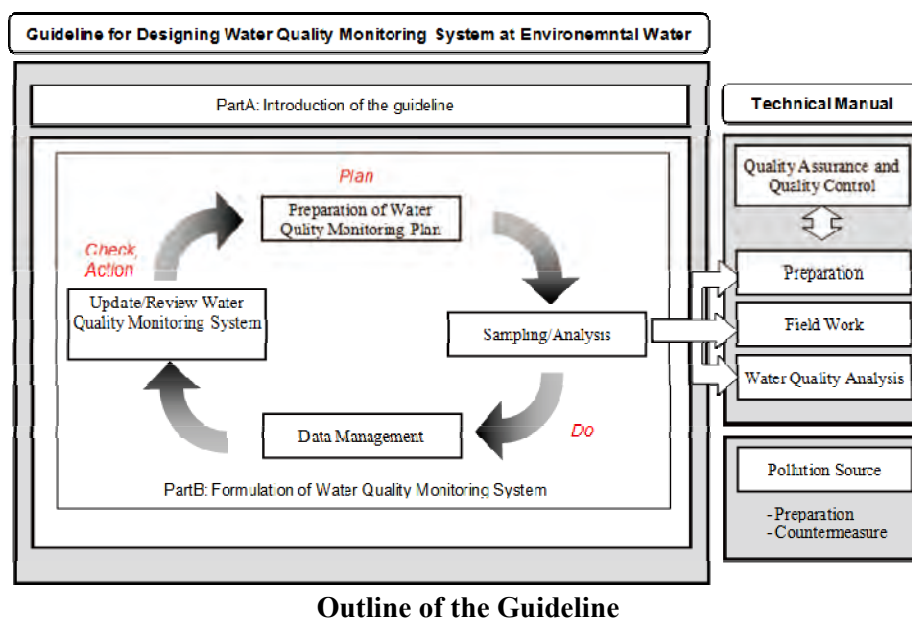 Guideline for Designing Water Quality Monitoring System at Environemntal Water
PartA: Introduction of the guideline
Plan
Preparation of Water
Qulity Monitoring Plan
Check,
Action
Update/Review Water
Quality Monitoring System
Sampling/Analysis
Data Management
Do
PartB: Formulation of Water Quality Monitoring System
Technical Manual
Quality Assurance and
Quality Control
Preparation
Field Work
Water Quality Analysis
Pollution Source
-Preparation
-Countermeasure
Outline of the Guideline